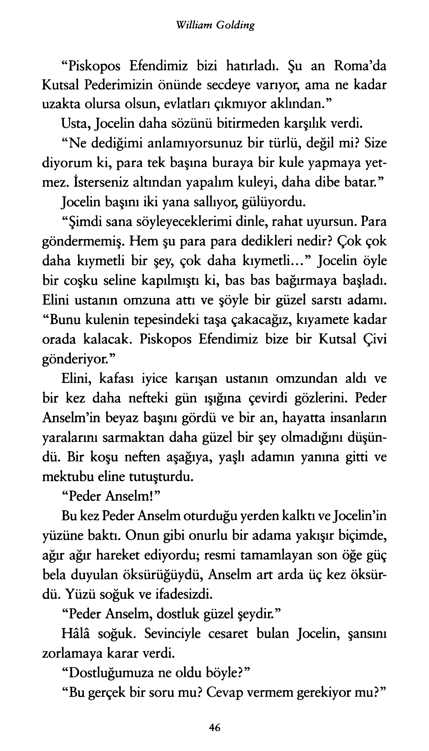 William Golding
“Piskopos Efendimiz bizi hatırladı. Şu an Roma’da
Kutsal Pederimizin önünde secdeye varıyor, ama ne kadar
uzakta olursa olsun, evlatları çıkmıyor aklından.”
Usta, Jocelin daha sözünü bitirmeden karşılık verdi.
“Ne dediğimi anlamıyorsunuz bir türlü, değil mi? Size
diyorum ki, para tek başına buraya bir kule yapmaya yet-
mez. İsterseniz altından yapalım kuleyi, daha dibe batar.”
Jocelin başını iki yana sallıyor, gülüyordu.
“Şimdi sana söyleyeceklerimi dinle, rahat uyursun. Para
göndermemiş. Hem şu para para dedikleri nedir? Çok çok
daha kıymetli bir şey, çok daha kıymetli...” Jocelin öyle
bir coşku seline kapılmıştı ki, bas bas bağırmaya başladı.
Elini ustanın omzuna attı ve şöyle bir güzel sarstı adamı.
“Bunu kulenin tepesindeki taşa çakacağız, kıyamete kadar
orada kalacak. Piskopos Efendimiz bize bir Kutsal Çivi
gönderiyor.”
Elini, kafası iyice karışan ustanın omzundan aldı ve
bir kez daha nefteki gün ışığına çevirdi gözlerini. Peder
Anselm’in beyaz başını gördü ve bir an, hayatta insanların
yaralarını sarmaktan daha güzel bir şey olmadığını düşün-
dü. Bir koşu neften aşağıya, yaşlı adamın yanına gitti ve
mektubu eline tutuşturdu.
“Peder Anselm!”
Bu kez Peder Anselm oturduğu yerden kalktı ve Jocelin’in
yüzüne baktı. Onun gibi onurlu bir adama yakışır biçimde,
ağır ağır hareket ediyordu; resmi tamamlayan son öğe güç
bela duyulan öksürüğüydü, Anselm art arda üç kez öksür-
dü. Yüzü soğuk ve ifadesizdi.
“Peder Anselm, dostluk güzel şeydir.”
Hâlâ soğuk. Sevinciyle cesaret bulan Jocelin, şansını
zorlamaya karar verdi.
“Dostluğumuza ne oldu böyle?”
“Bu gerçek bir soru mu? Cevap vermem gerekiyor mu?”
46